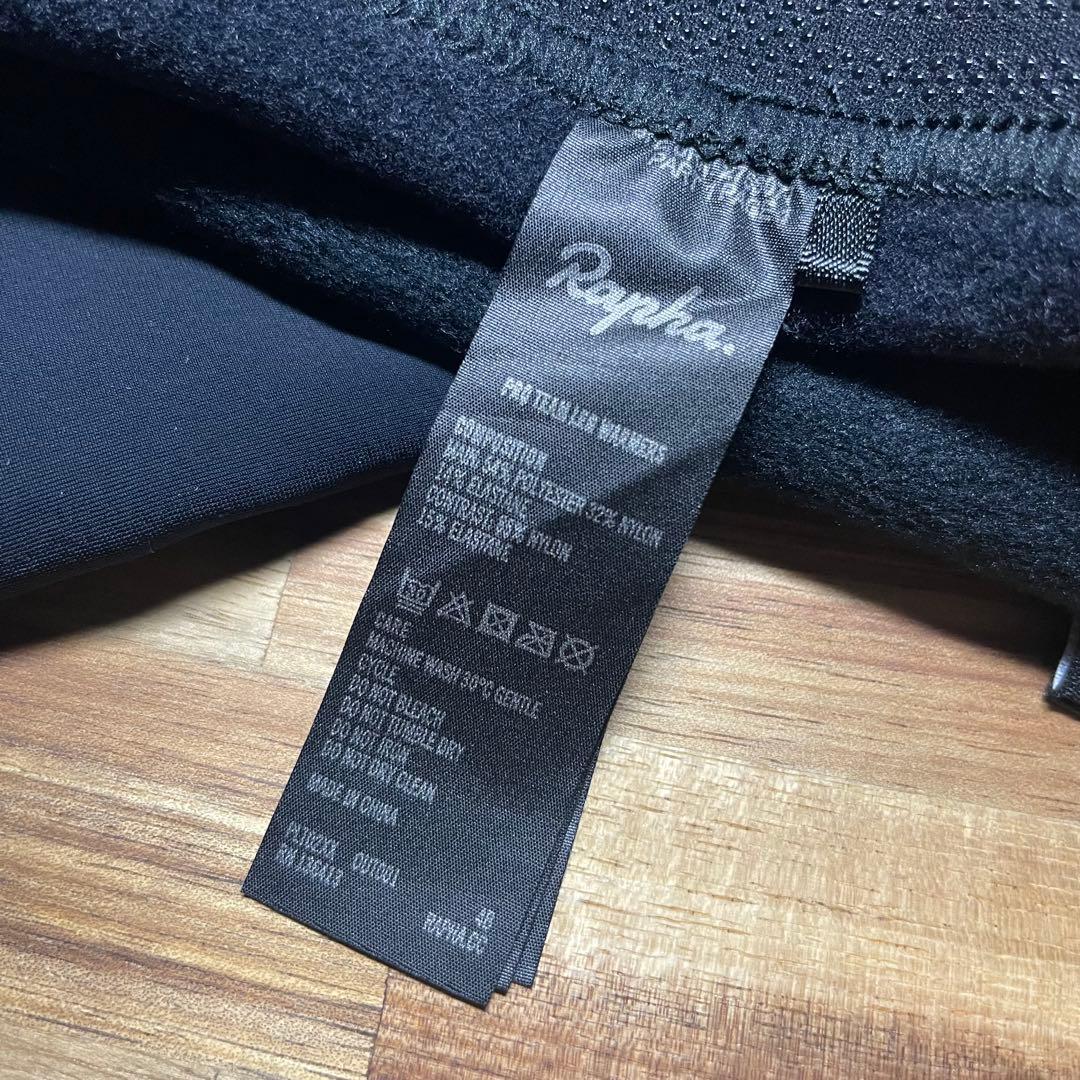 Rapha.
PRO TEAM LEG WARMERS
COMPOSITION
MAIN 54% POLYESTER 32% NYLON
14% ELASTANE
CONTRAST 85% NYLON
15% ELASTANE
CARE
MACHINE WASH 30°C GENTLE
CYCLE
DO NOT BLEACH
DO NOT TUMBLE DRY
DO NOT IRON
DO NOT DRY CLEAN
MADE IN CHINA
RAPHA.CC